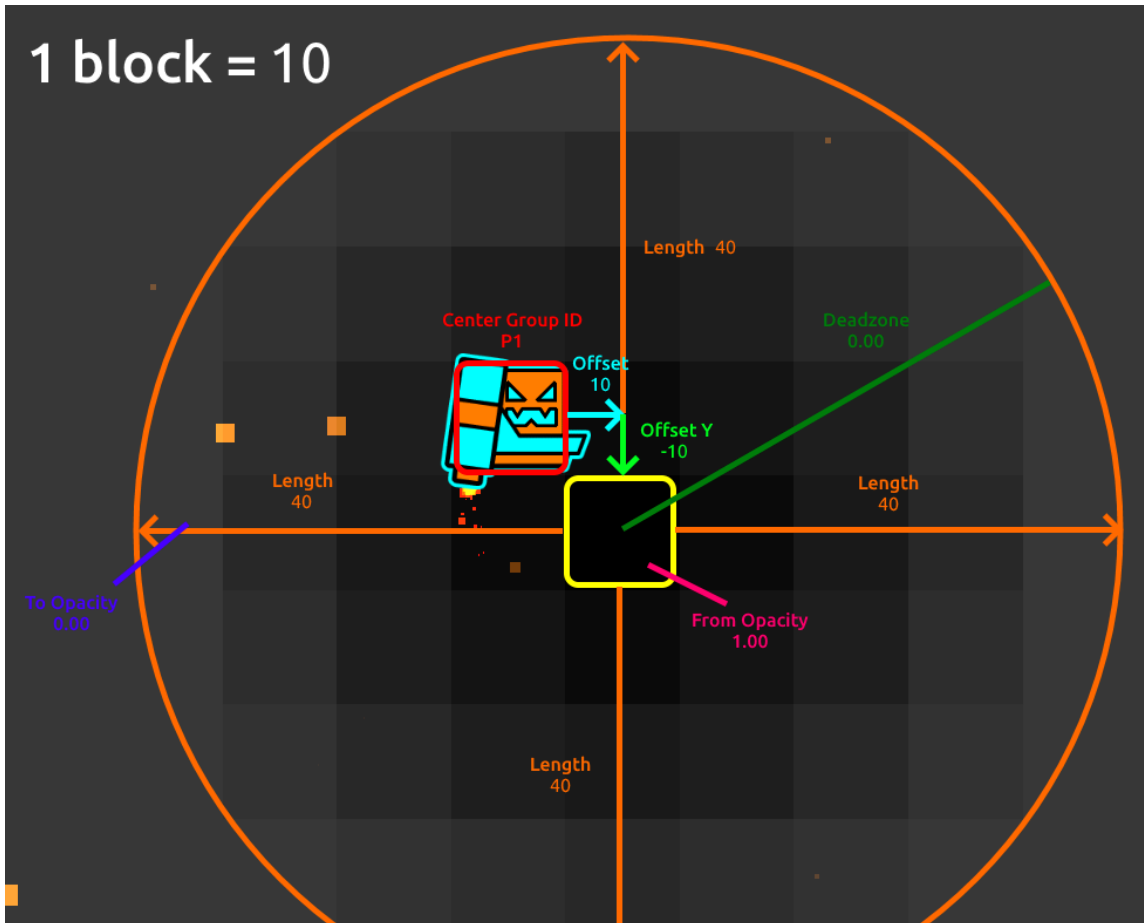 1 block = 10
Length 40
Center Group ID
P1
Deadzone
0.00
Offset
10
Offset Y
-10
Length
40
Length
40
To Opacity
0.00
From Opacity
1.00
Length
40